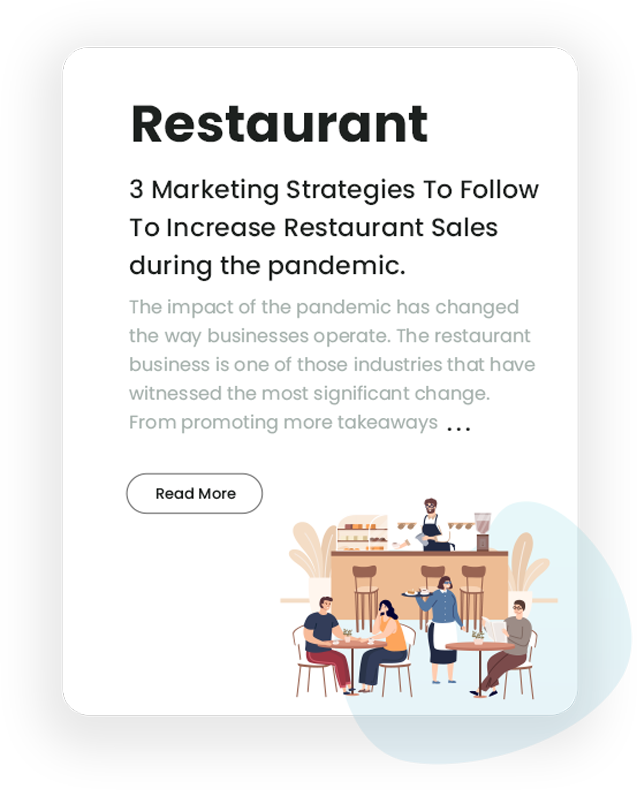 Restaurant
3 Marketing Strategies To Follow
To Increase Restaurant Sales
during the pandemic.
The impact of the pandemic has changed
the way businesses operate. The restaurant
business is one of those industries that have
witnessed the most significant change.
From promoting more takeaways ...
Read More